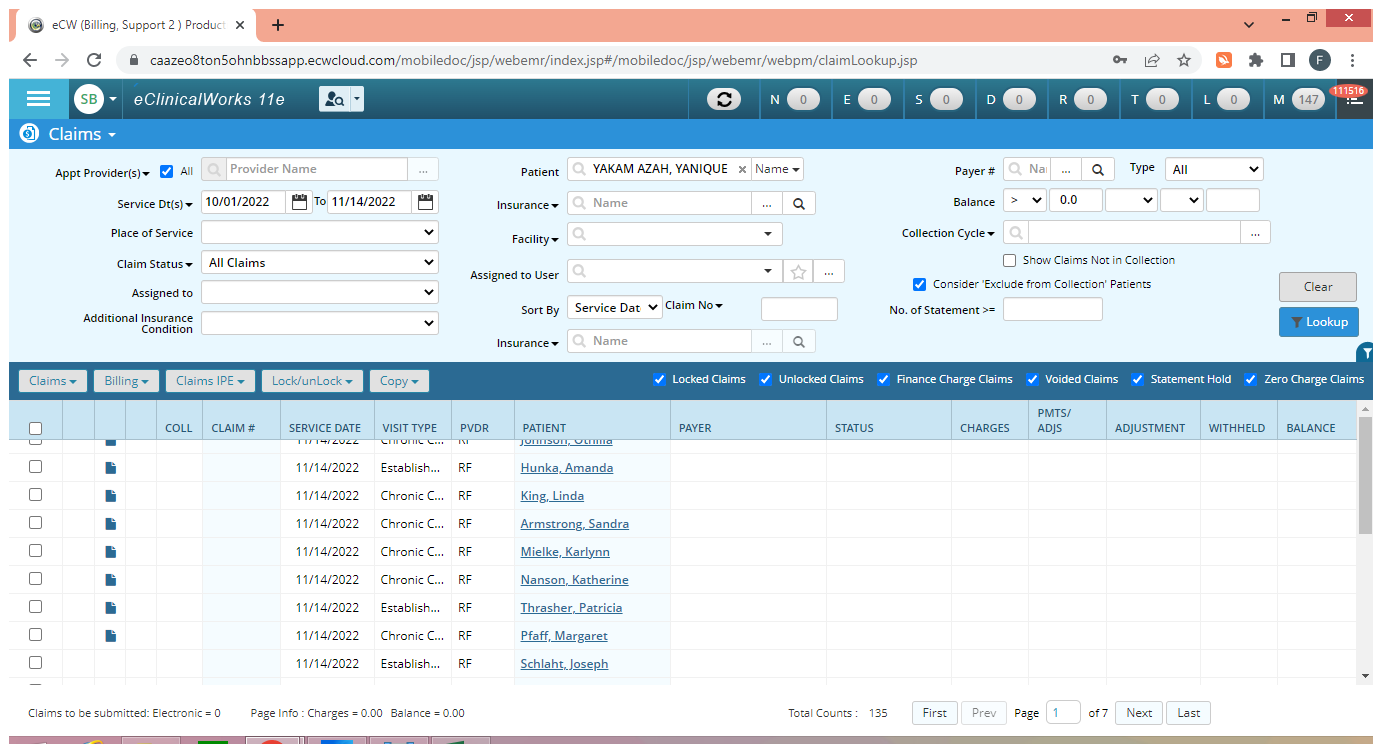 eCW (Billing, Support 2 ) Product
caazeo8ton5ohnbbssapp.ecwcloud.com/mobiledoc/jsp/webemr/index.jsp#/mobiledoc/jsp/webemr/webpm/claimLookup.jsp
F
SB eClinicalWorks 11e N 0 E 0 S 0 D 0 R 0 T 0 L 0 M 147 111516
Claims
Appt Provider(s) All Provider Name ... Patient YAKAM AZAH, YANIQUE × Name Payer # Na ... Type All
Service Dt(s) 10/01/2022 To 11/14/2022 Insurance Name ... Balance > 0.0
Place of Service Facility Collection Cycle ...
Claim Status All Claims Assigned to User ... Show Claims Not in Collection
Assigned to Consider 'Exclude from Collection' Patients Clear
Additional Insurance Condition Sort By Service Dat Claim No No. of Statement >= Lookup
Insurance Name ...
Claims Billing Claims IPE Lock/unLock Copy Locked Claims Unlocked Claims Finance Charge Claims Voided Claims Statement Hold Zero Charge Claims
COLL CLAIM # SERVICE DATE VISIT TYPE PVDR PATIENT PAYER STATUS CHARGES PMTS/ ADJS ADJUSTMENT WITHHELD BALANCE
11/14/2022 Chronic C... RF Johnson, Othilia
11/14/2022 Establish... RF Hunka, Amanda
11/14/2022 Chronic C... RF King, Linda
11/14/2022 Chronic C... RF Armstrong, Sandra
11/14/2022 Chronic C... RF Mielke, Karlynn
11/14/2022 Chronic C... RF Nanson, Katherine
11/14/2022 Establish... RF Thrasher, Patricia
11/14/2022 Chronic C... RF Pfaff, Margaret
11/14/2022 Establish... RF Schlaht, Joseph
Claims to be submitted: Electronic = 0 Page Info : Charges = 0.00 Balance = 0.00 Total Counts : 135 First Prev Page 1 of 7 Next Last